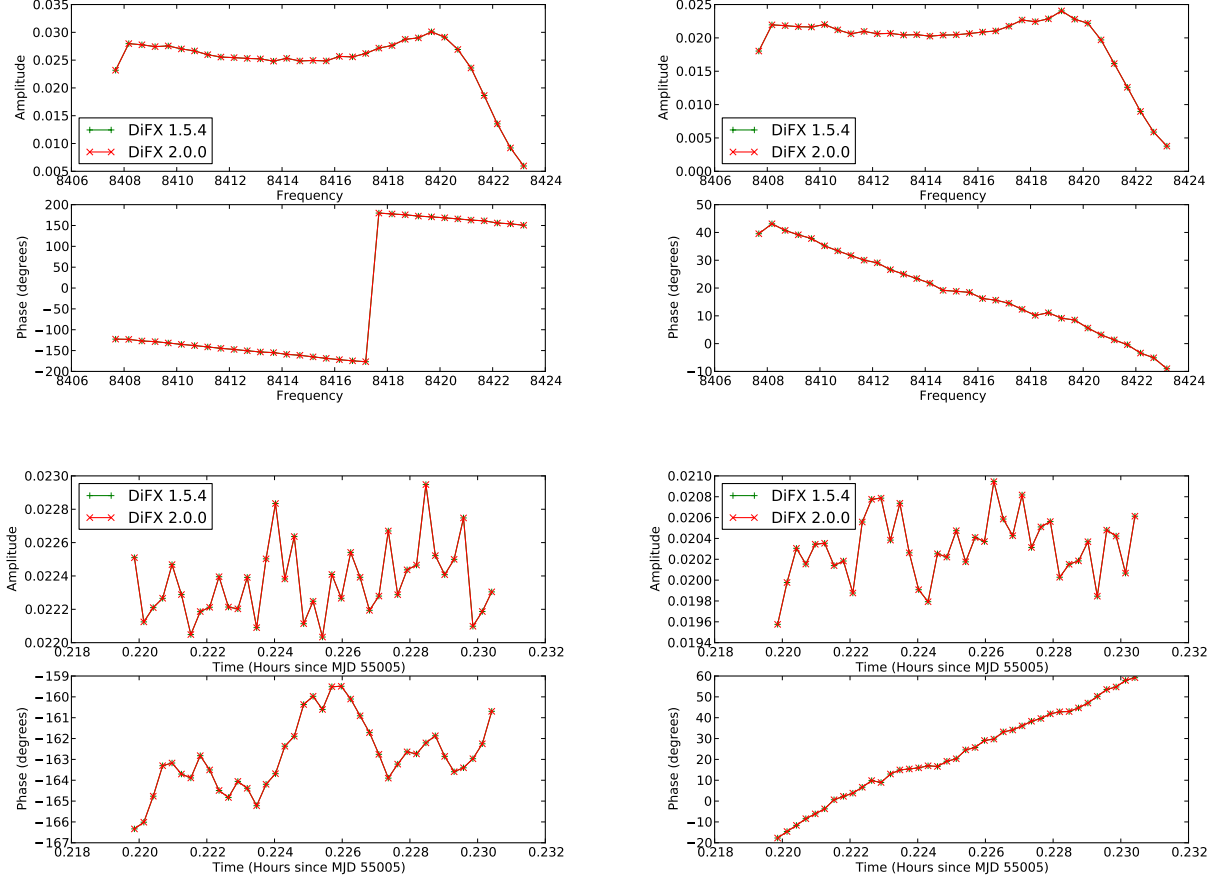 0.035
0.030
0.025
0.020
0.015
0.010
0.005
Amplitude
DiFX 1.5.4
DiFX 2.0.0
8406 8408 8410 8412 8414 8416 8418 8420 8422 8424
Frequency
0.025
0.020
0.015
0.010
0.005
0.000
Amplitude
DiFX 1.5.4
DiFX 2.0.0
8406 8408 8410 8412 8414 8416 8418 8420 8422 8424
Frequency
200
150
100
50
0
−50
−100
−150
−200
Phase (degrees)
8406 8408 8410 8412 8414 8416 8418 8420 8422 8424
Frequency
50
40
30
20
10
0
−10
Phase (degrees)
8406 8408 8410 8412 8414 8416 8418 8420 8422 8424
Frequency
0.0230
0.0228
0.0226
0.0224
0.0222
0.0220
Amplitude
DiFX 1.5.4
DiFX 2.0.0
0.218 0.220 0.222 0.224 0.226 0.228 0.230 0.232
Time (Hours since MJD 55005)
0.0210
0.0208
0.0206
0.0204
0.0202
0.0200
0.0198
0.0196
0.0194
Amplitude
DiFX 1.5.4
DiFX 2.0.0
0.218 0.220 0.222 0.224 0.226 0.228 0.230 0.232
Time (Hours since MJD 55005)
−159
−160
−161
−162
−163
−164
−165
−166
−167
Phase (degrees)
0.218 0.220 0.222 0.224 0.226 0.228 0.230 0.232
Time (Hours since MJD 55005)
60
50
40
30
20
10
0
−10
−20
Phase (degrees)
0.218 0.220 0.222 0.224 0.226 0.228 0.230 0.232
Time (Hours since MJD 55005)